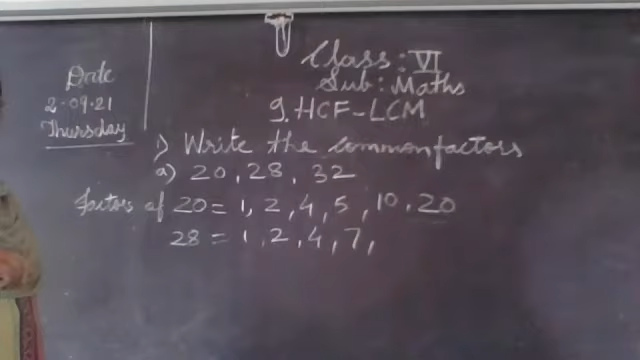 Date
2.09.21
Thursday
Class: VI
Sub: Maths
9. HCF-LCM
1) Write the common factors
a) 20, 28, 32
Factors of 20 = 1, 2, 4, 5, 10, 20
28 = 1, 2, 4, 7,